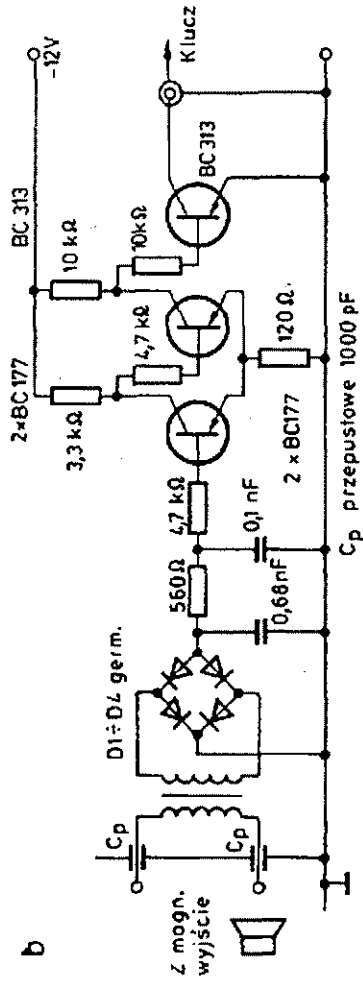 b
Z magn.
wyjście
Cp
Cp
D1÷D4 germ.
560Ω
4,7 kΩ
0,68nF
0,1 nF
2×BC177
BC 313
-12V
3,3 kΩ
4,7 kΩ
10 kΩ
10kΩ
BC 313
Klucz
120Ω
2 × BC177
Cp przepustowe 1000 pF